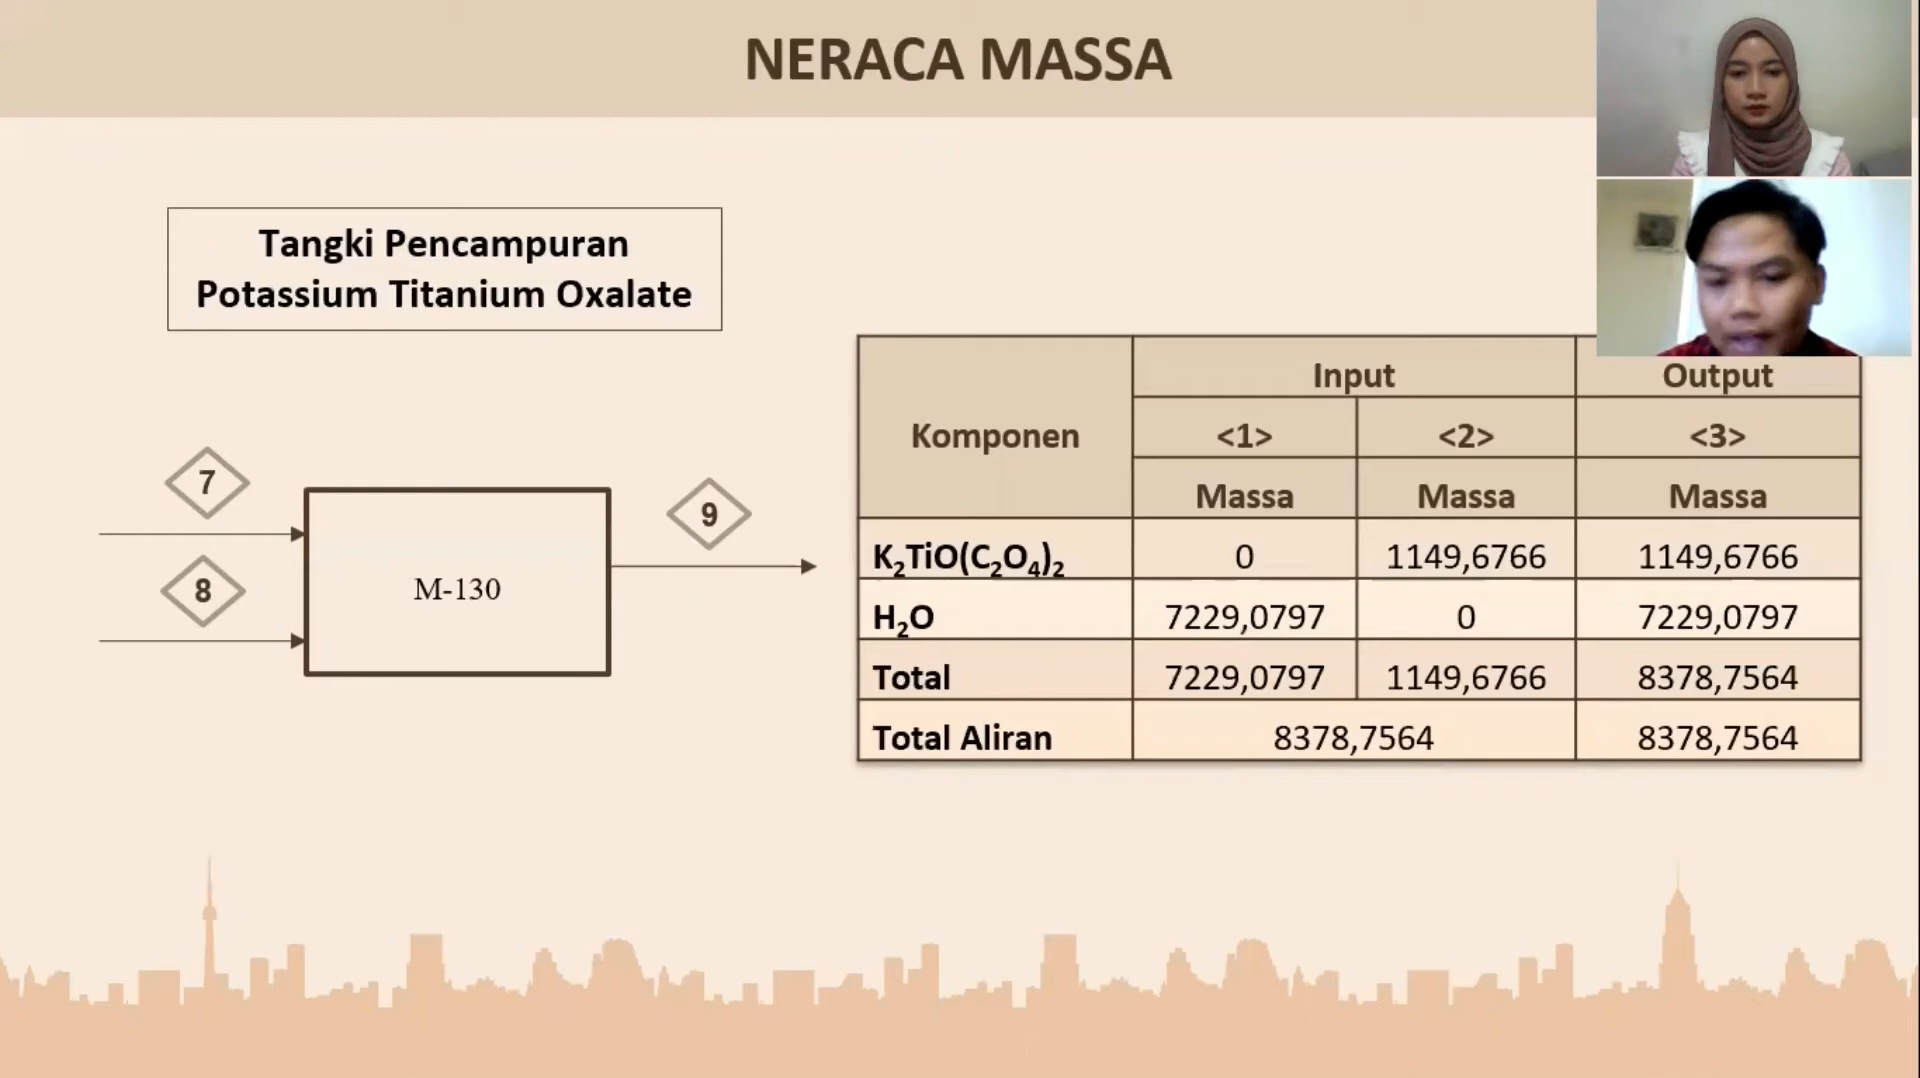 NERACA MASSA
Tangki Pencampuran
Potassium Titanium Oxalate
7
8
9
M-130
Komponen Input Output
<1> <2> <3>
Massa Massa Massa
K₂TiO(C₂O₄)₂ 0 1149,6766 1149,6766
H₂O 7229,0797 0 7229,0797
Total 7229,0797 1149,6766 8378,7564
Total Aliran 8378,7564 8378,7564